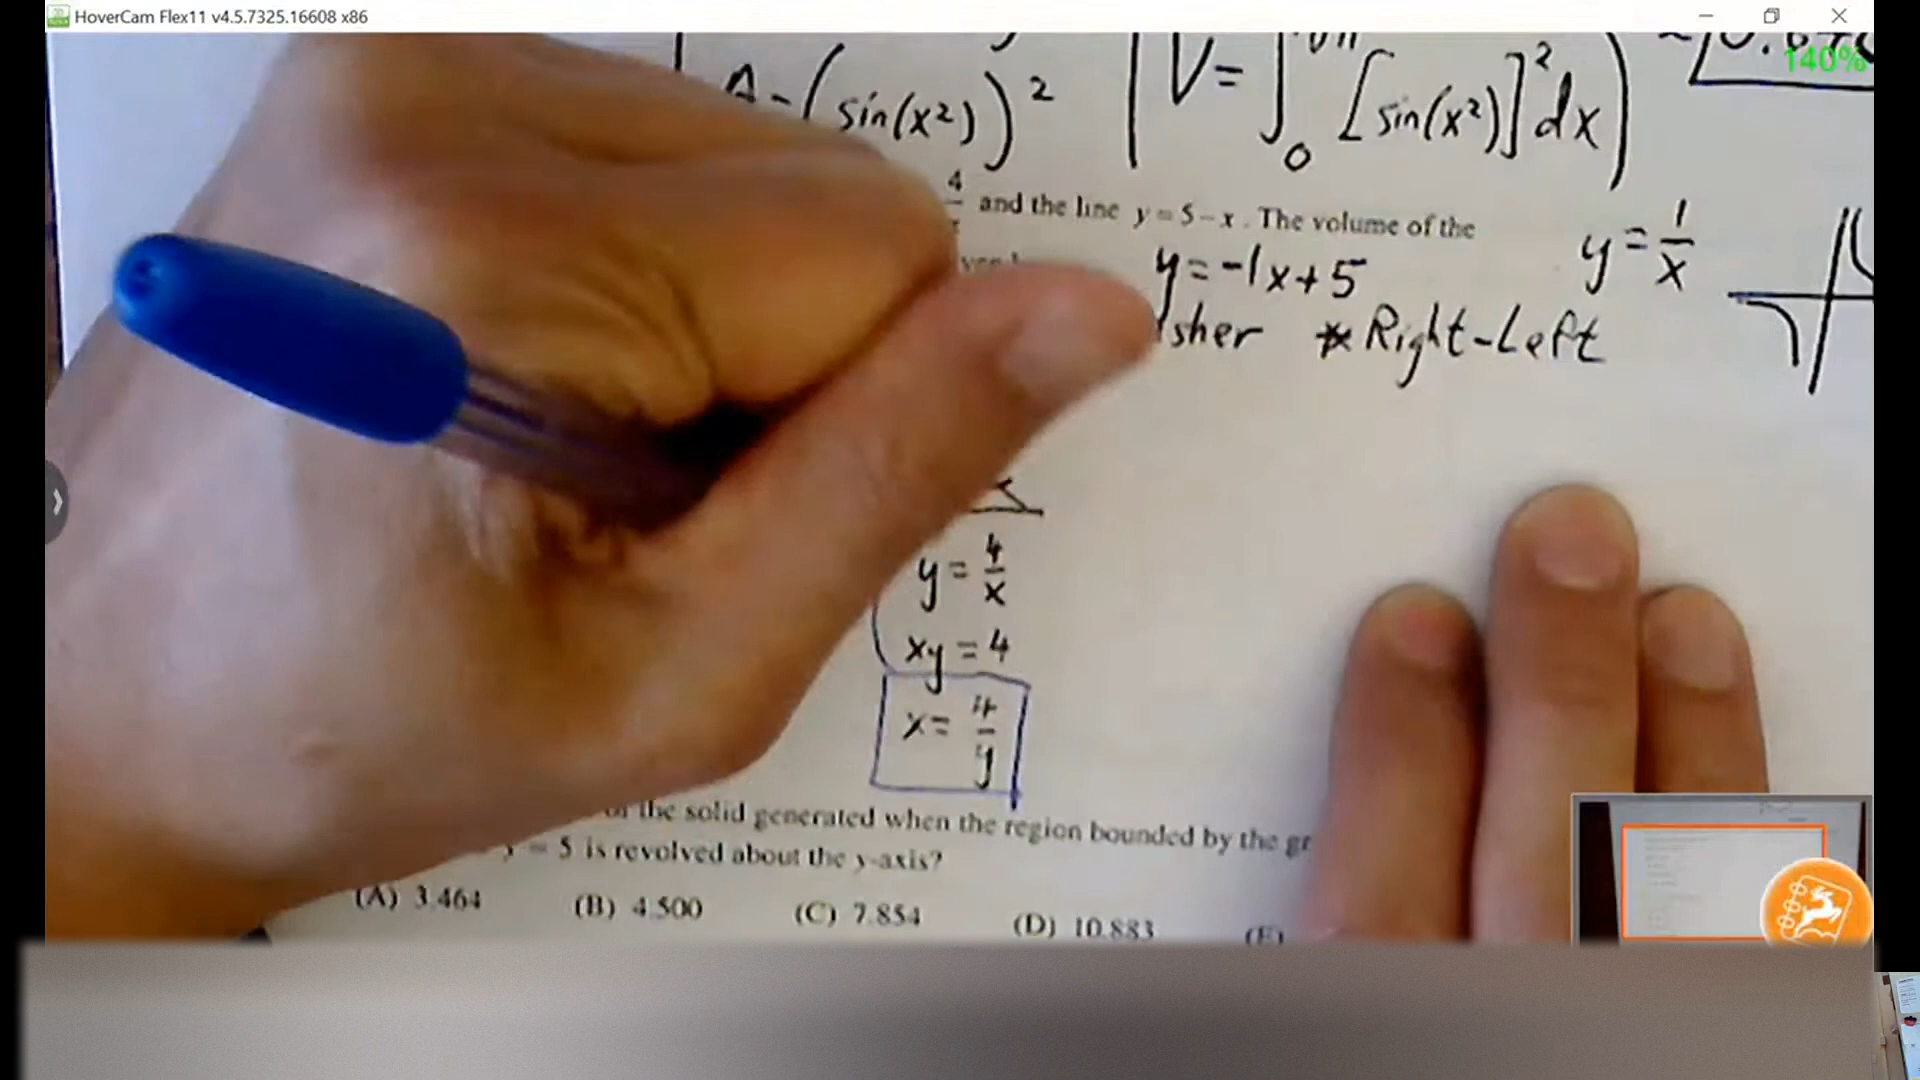 HoverCam Flex11 v4.5.7325.16608 x86
140%
A = (sin(x²))²
V = ∫₀ [sin(x²)]² dx
4 and the line y = 5 – x. The volume of the
y = -1x + 5
y = 1/x
sher * Right-Left
y = 4/x
xy = 4
x = 4/y
the solid generated when the region bounded by the gr
= 5 is revolved about the y-axis?
(A) 3.464 (B) 4.500 (C) 7.854 (D) 10.883 (E)